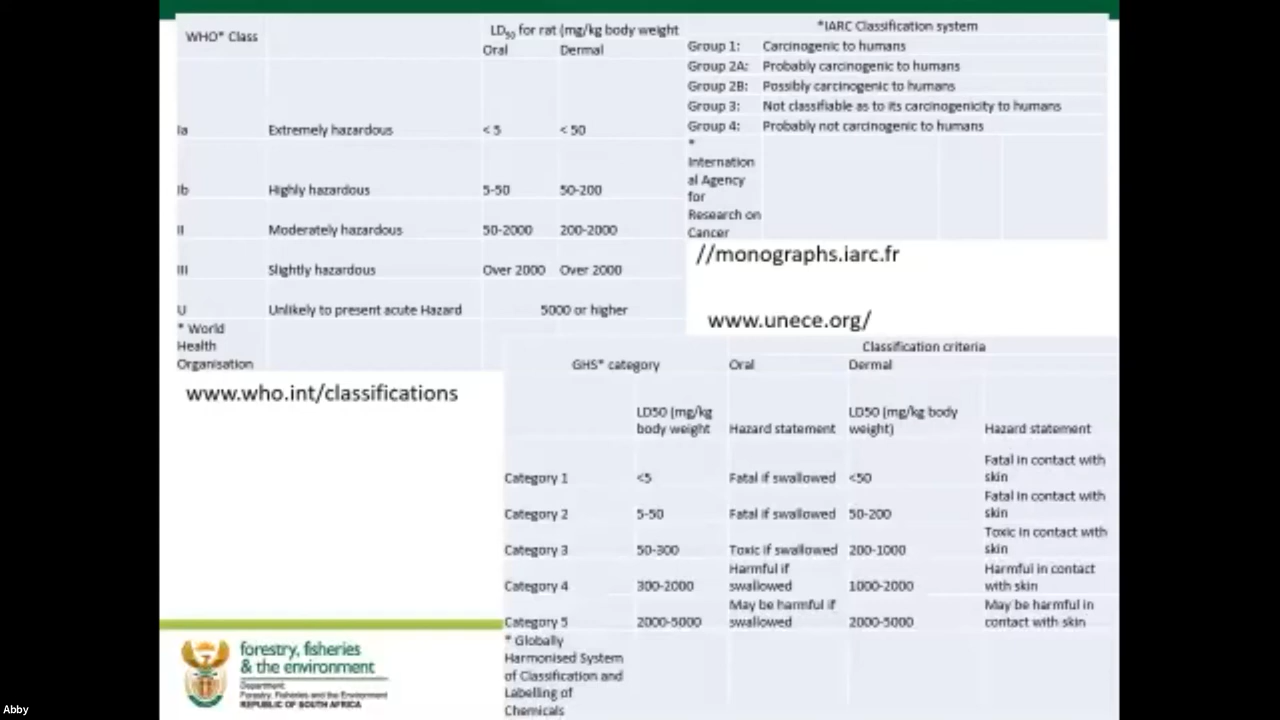 WHO* Class
LD50 for rat (mg/kg body weight
Oral Dermal
Ia Extremely hazardous < 5 < 50
Ib Highly hazardous 5-50 50-200
II Moderately hazardous 50-2000 200-2000
III Slightly hazardous Over 2000 Over 2000
U Unlikely to present acute Hazard 5000 or higher
* World
Health
Organisation
www.who.int/classifications
*IARC Classification system
Group 1: Carcinogenic to humans
Group 2A: Probably carcinogenic to humans
Group 2B: Possibly carcinogenic to humans
Group 3: Not classifiable as to its carcinogenicity to humans
Group 4: Probably not carcinogenic to humans
*
Internation
al Agency
for
Research on
Cancer
//monographs.iarc.fr
www.unece.org/
Classification criteria
GHS* category Oral Dermal
LD50 (mg/kg LD50 (mg/kg body
body weight Hazard statement weight) Hazard statement
Fatal in contact with
Category 1 <5 Fatal if swallowed <50 skin
Fatal in contact with
Category 2 5-50 Fatal if swallowed 50-200 skin
Toxic in contact with
Category 3 50-300 Toxic if swallowed 200-1000 skin
Harmful if Harmful in contact
Category 4 300-2000 swallowed 1000-2000 with skin
May be harmful if May be harmful in
Category 5 2000-5000 swallowed 2000-5000 contact with skin
* Globally
Harmonised System
of Classification and
Labelling of
Chemicals
forestry, fisheries
& the environment
Department:
Forestry, Fisheries and the Environment
REPUBLIC OF SOUTH AFRICA
Abby